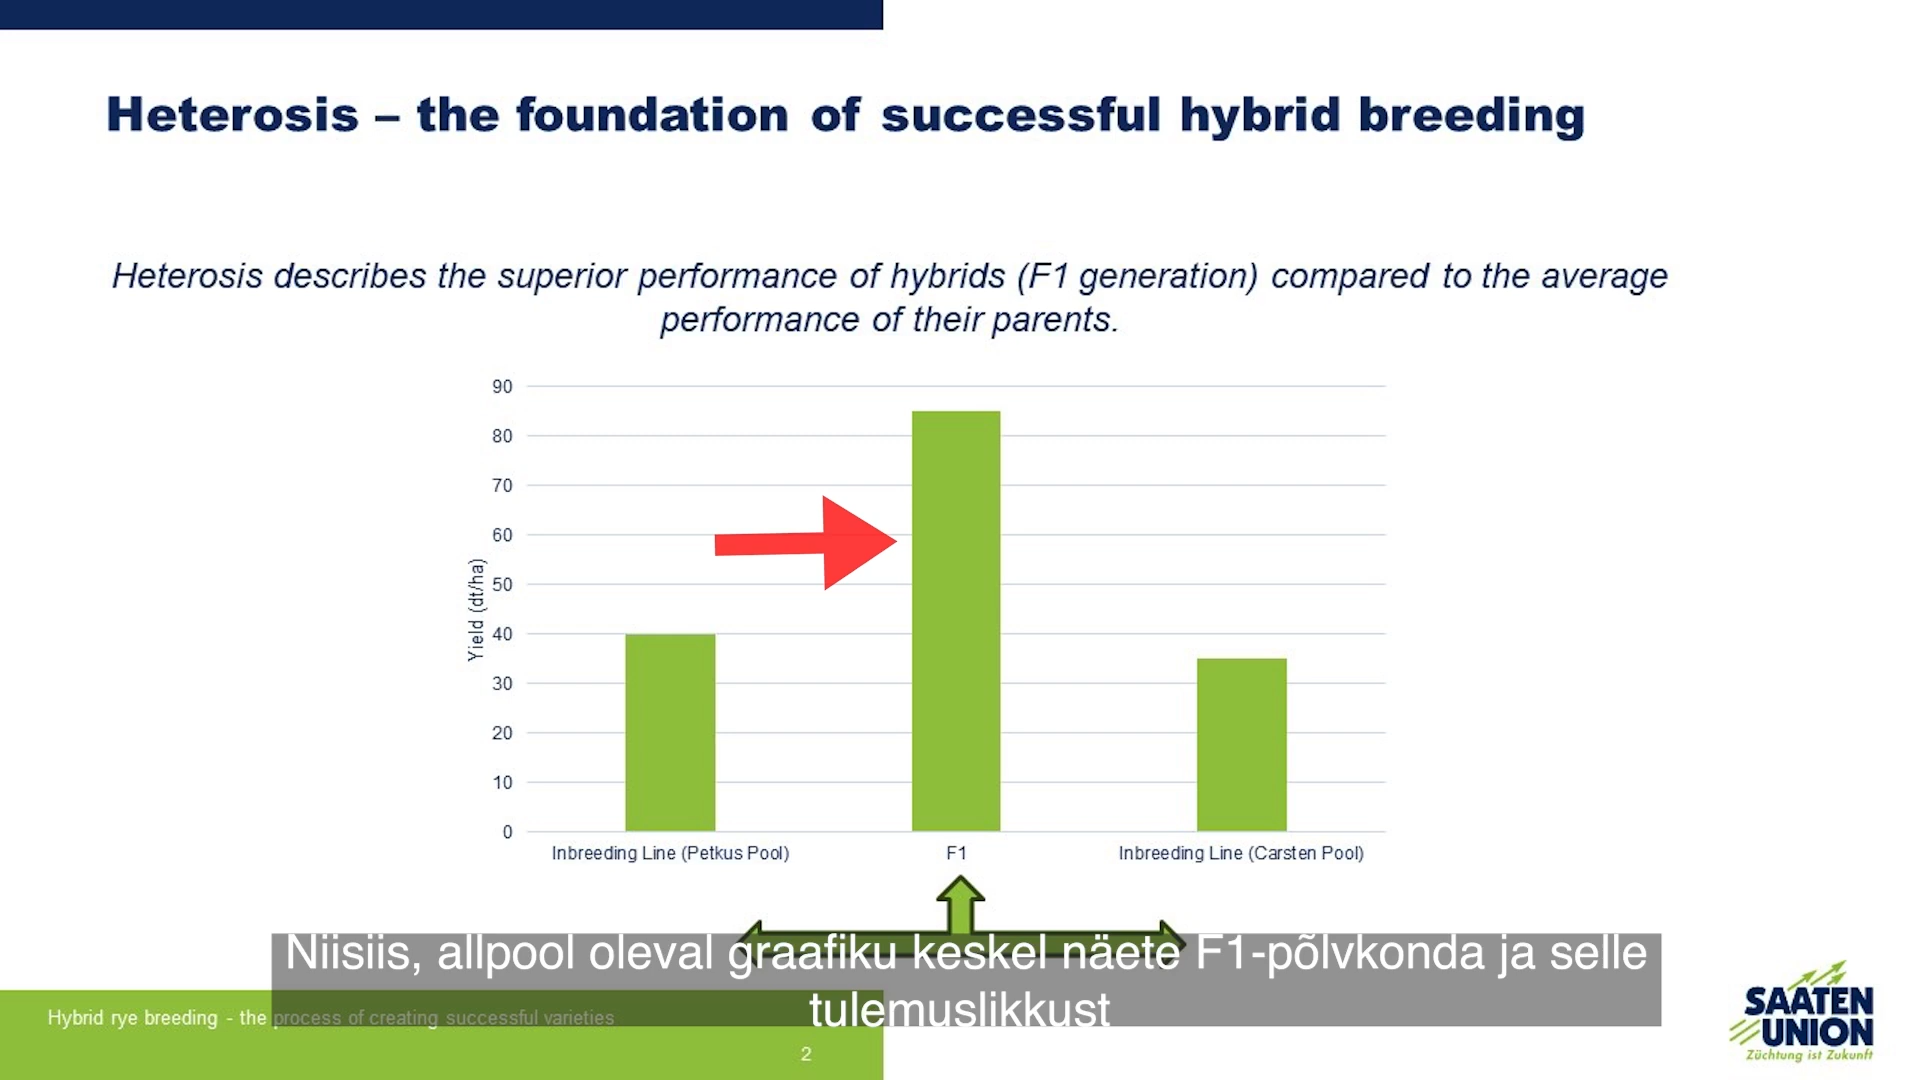 Heterosis – the foundation of successful hybrid breeding
Heterosis describes the superior performance of hybrids (F1 generation) compared to the average
performance of their parents.
90
80
70
60
50
40
30
20
10
0
Yield (dt/ha)
Inbreeding Line (Petkus Pool)
F1
Inbreeding Line (Carsten Pool)
Niisiis, allpool oleval graafiku keskel näete F1-põlvkonda ja selle
tulemuslikkust
Hybrid rye breeding - the process of creating successful varieties
2
SAATEN
UNION
Züchtung ist Zukunft